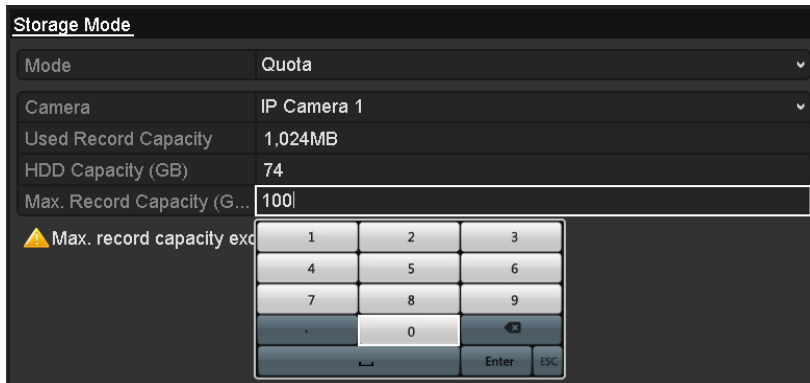 Storage Mode
Mode Quota
Camera IP Camera 1
Used Record Capacity 1,024MB
HDD Capacity (GB) 74
Max. Record Capacity (G... 100
Max. record capacity exc
1 2 3
4 5 6
7 8 9
. 0
Enter ESC